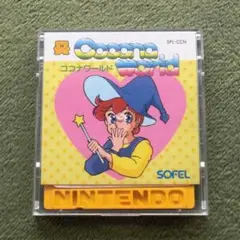 SFL-CCN
Cocona
ココナワールド
World
SOFEL
NINTENDO